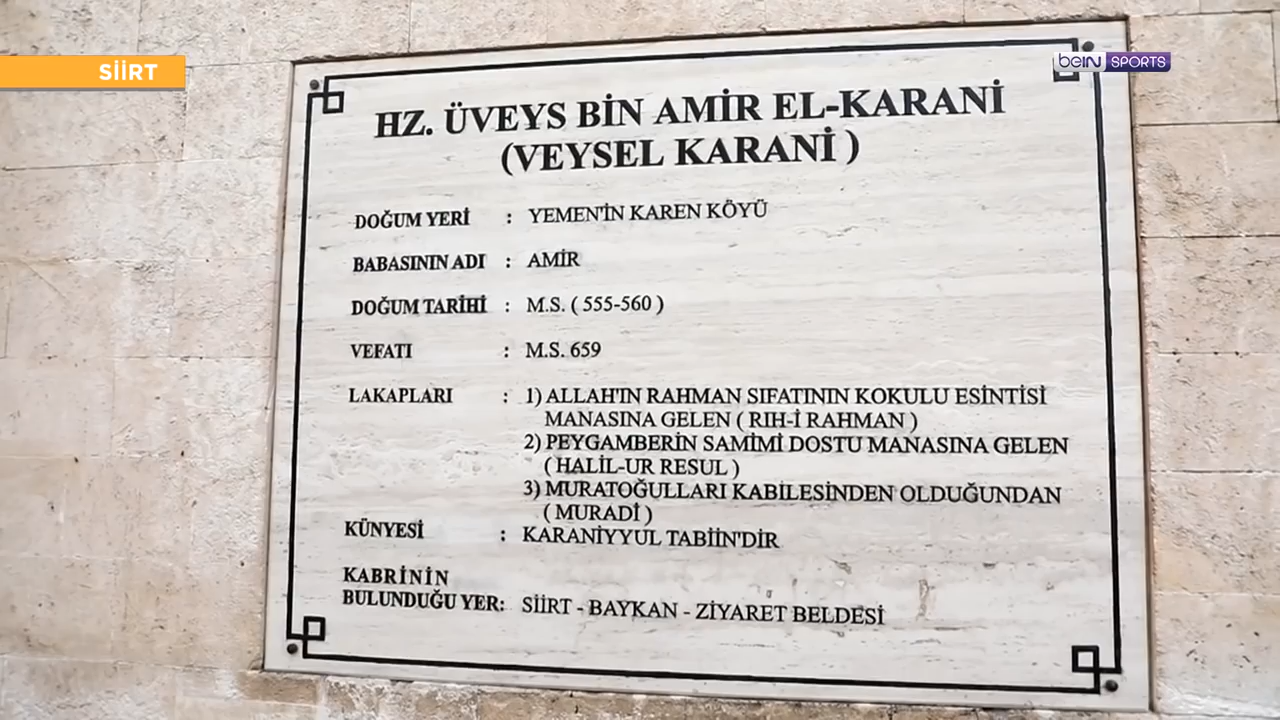 SİİRT
beIN SPORTS
HZ. ÜVEYS BİN AMİR EL-KARANİ
(VEYSEL KARANİ )
DOĞUM YERİ : YEMEN'İN KAREN KÖYÜ
BABASININ ADI : AMİR
DOĞUM TARİHİ : M.S. ( 555-560 )
VEFATI : M.S. 659
LAKAPLARI : 1) ALLAH'IN RAHMAN SIFATININ KOKULU ESİNTİSİ
MANASINA GELEN ( RIH-İ RAHMAN )
2) PEYGAMBERİN SAMİMİ DOSTU MANASINA GELEN
( HALİL-UR RESUL )
3) MURATOĞULLARI KABİLESİNDEN OLDUĞUNDAN
( MURADİ )
KÜNYESİ : KARANİYYUL TABİİN'DİR
KABRİNİN
BULUNDUĞU YER: SİİRT - BAYKAN - ZİYARET BELDESİ